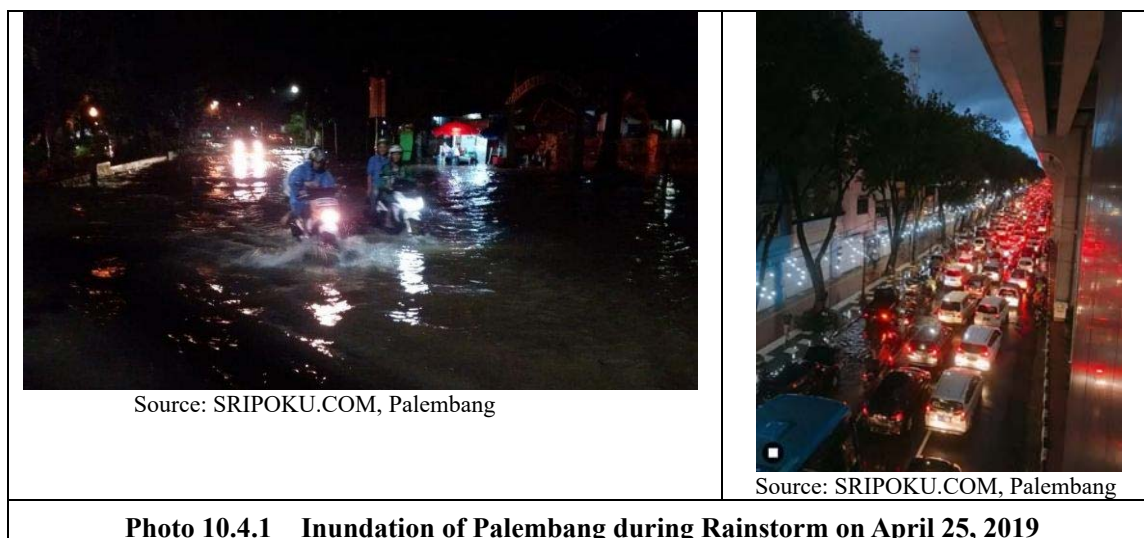 Source: SRIPOKU.COM, Palembang
Source: SRIPOKU.COM, Palembang
Photo 10.4.1 Inundation of Palembang during Rainstorm on April 25, 2019